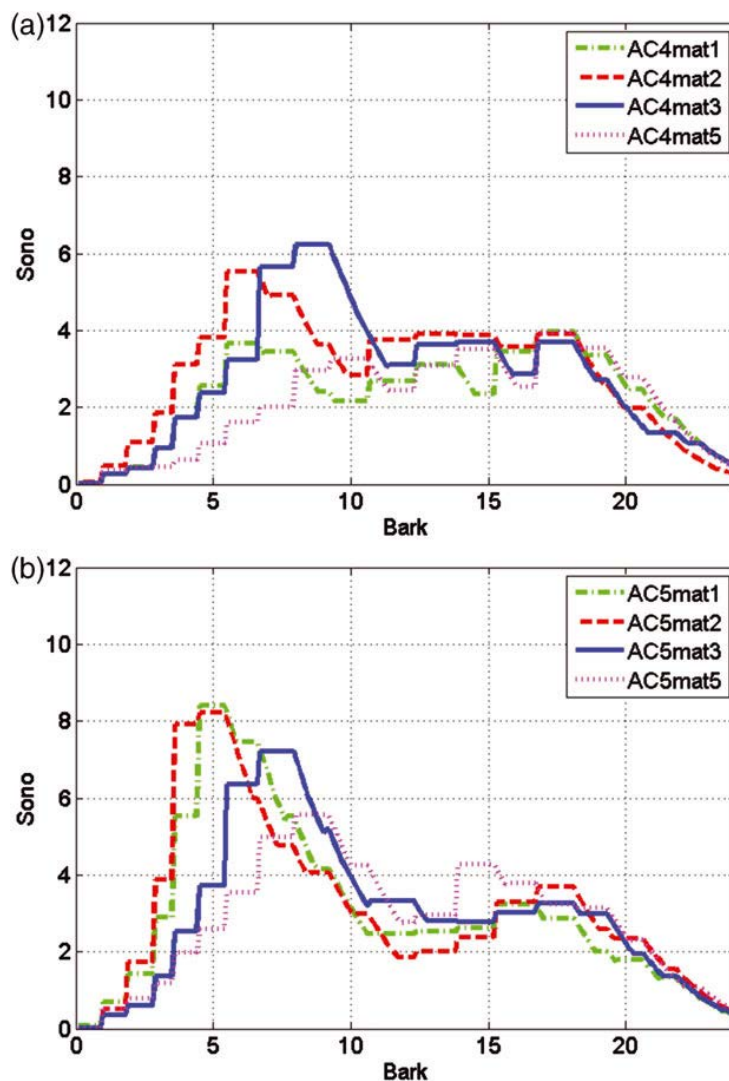 (a)
12
10
8
6
4
2
0
Sono
AC4mat1
AC4mat2
AC4mat3
AC4mat5
0 5 10 15 20
Bark
(b)
12
10
8
6
4
2
0
Sono
AC5mat1
AC5mat2
AC5mat3
AC5mat5
0 5 10 15 20
Bark